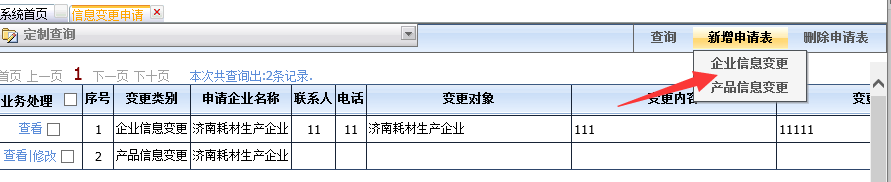 系统首页 信息变更申请
定制查询 查询 新增申请表 删除申请表
企业信息变更
首页 上一页 1 下一页 下十页 本次共查询出:2条记录.
产品信息变更
业务处理 序号 变更类别 申请企业名称 联系人 电话 变更对象 变更内容 变更
查看 1 企业信息变更 济南耗材生产企业 11 11 济南耗材生产企业 111 11111
查看|修改 2 产品信息变更 济南耗材生产企业